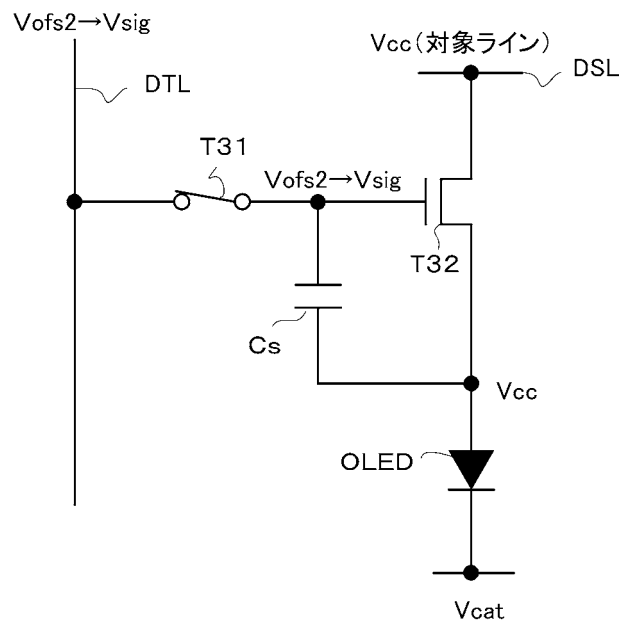 Vofs2→Vsig
Vcc(対象ライン)
DTL
DSL
T31
Vofs2→Vsig
T32
Cs
Vcc
OLED
Vcat